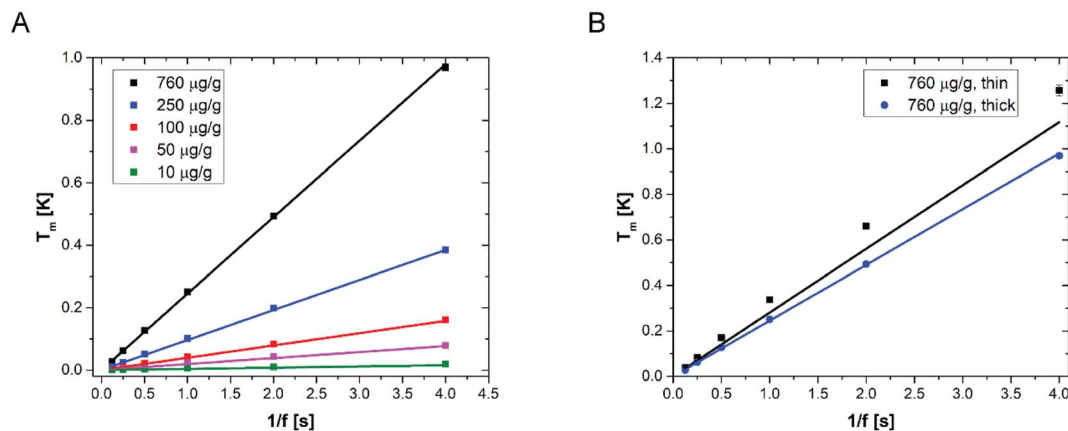 A
B
1.0
0.8
0.6
0.4
0.2
0.0
T_m [K]
760 µg/g
250 µg/g
100 µg/g
50 µg/g
10 µg/g
0.0 0.5 1.0 1.5 2.0 2.5 3.0 3.5 4.0 4.5
1/f [s]
1.4
1.2
1.0
0.8
0.6
0.4
0.2
0.0
T_m [K]
760 µg/g, thin
760 µg/g, thick
0.0 0.5 1.0 1.5 2.0 2.5 3.0 3.5 4.0
1/f [s]